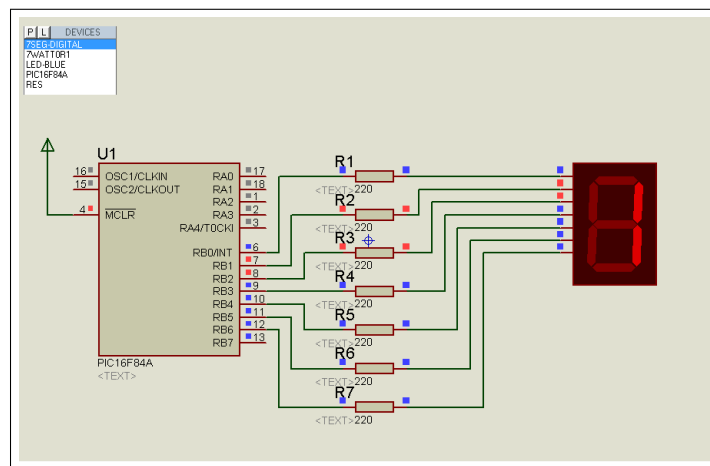 P L DEVICES
7SEG-DIGITAL
7WATT0R1
LED-BLUE
PIC16F84A
RES
U1
16 OSC1/CLKIN
15 OSC2/CLKOUT
4 MCLR
RA0 17
RA1 18
RA2 1
RA3 2
RA4/T0CKI 3
RB0/INT 6
RB1 7
RB2 8
RB3 9
RB4 10
RB5 11
RB6 12
RB7 13
PIC16F84A
<TEXT>
R1
<TEXT> 220
R2
<TEXT> 220
R3
<TEXT> 220
R4
<TEXT> 220
R5
<TEXT> 220
R6
<TEXT> 220
R7
<TEXT> 220
1